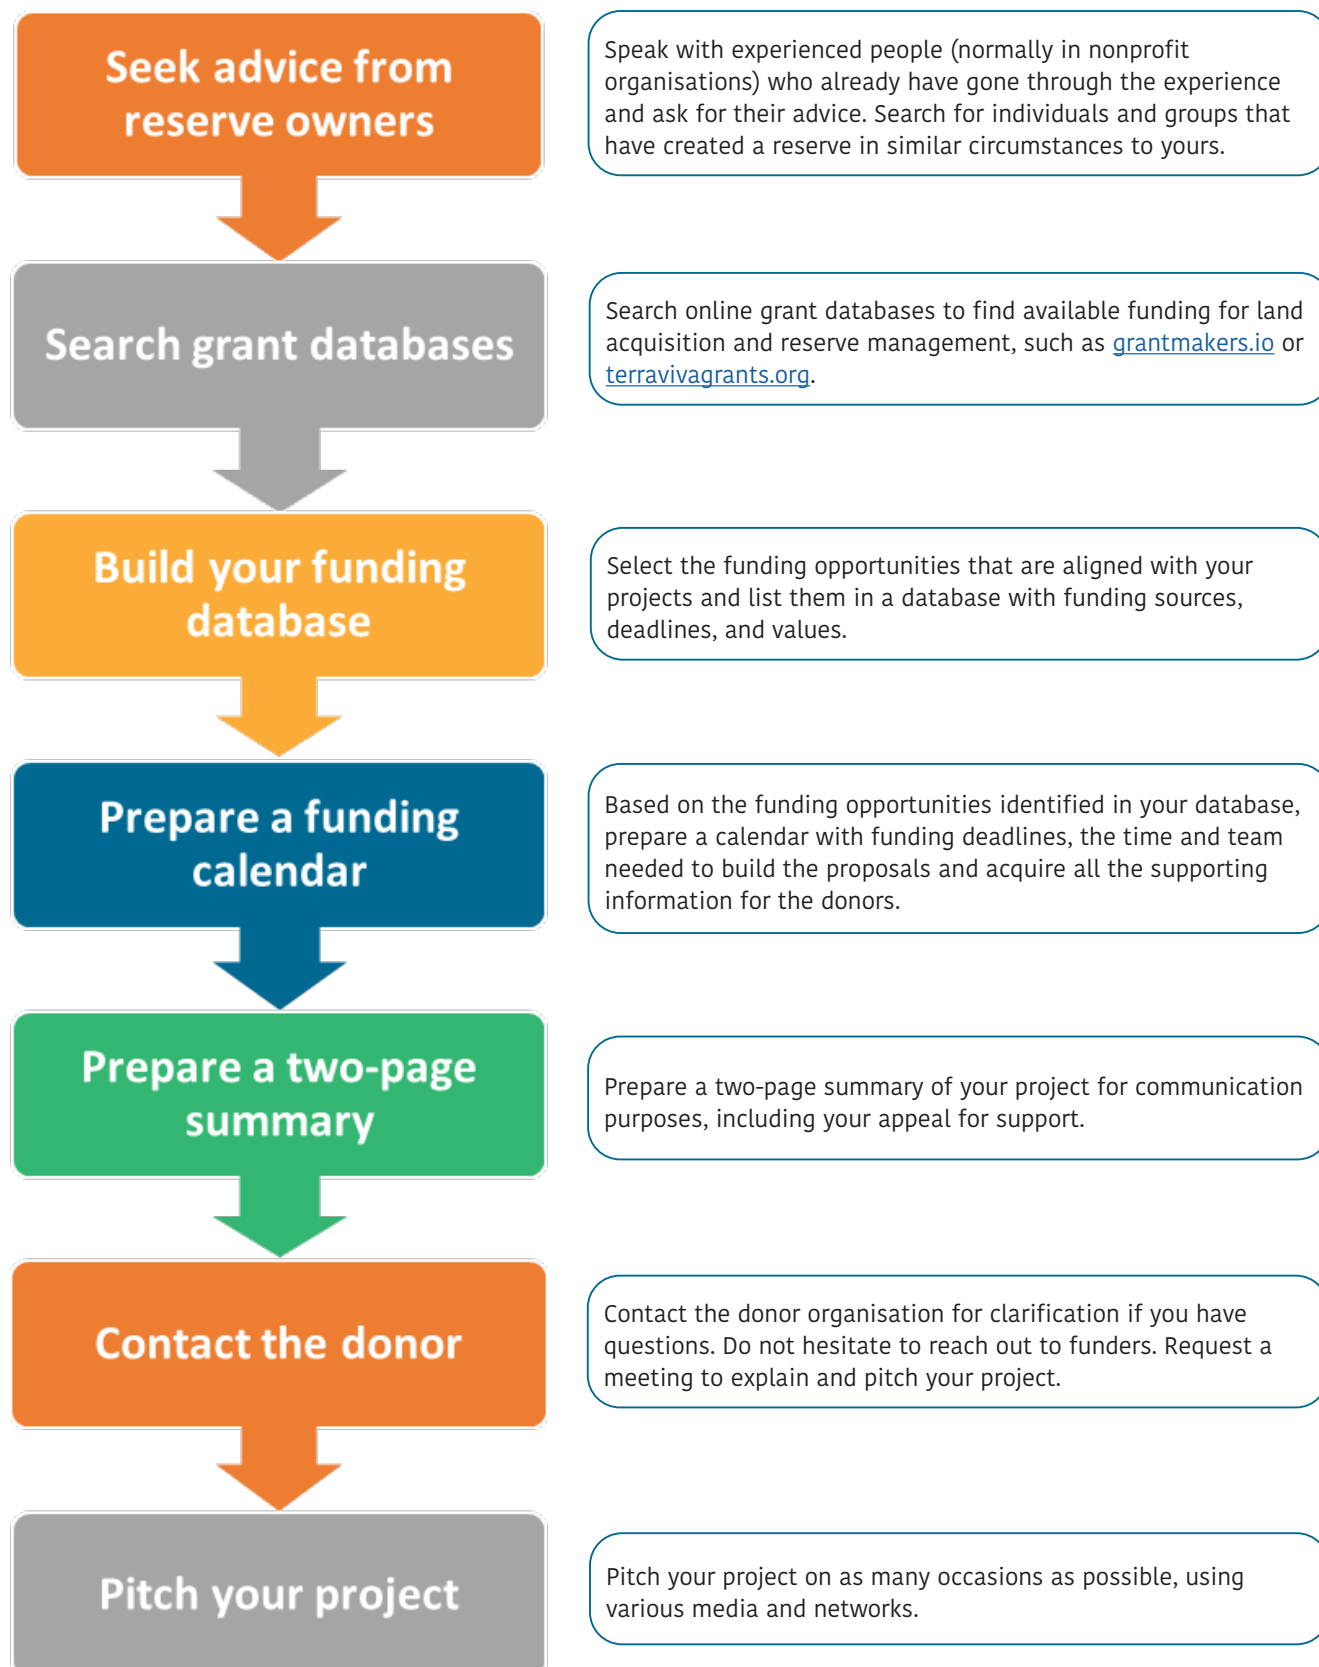 Seek advice from
reserve owners
Speak with experienced people (normally in nonprofit
organisations) who already have gone through the experience
and ask for their advice. Search for individuals and groups that
have created a reserve in similar circumstances to yours.
Search grant databases
Search online grant databases to find available funding for land
acquisition and reserve management, such as grantmakers.io or
terravivagrants.org.
Build your funding
database
Select the funding opportunities that are aligned with your
projects and list them in a database with funding sources,
deadlines, and values.
Prepare a funding
calendar
Based on the funding opportunities identified in your database,
prepare a calendar with funding deadlines, the time and team
needed to build the proposals and acquire all the supporting
information for the donors.
Prepare a two-page
summary
Prepare a two-page summary of your project for communication
purposes, including your appeal for support.
Contact the donor
Contact the donor organisation for clarification if you have
questions. Do not hesitate to reach out to funders. Request a
meeting to explain and pitch your project.
Pitch your project
Pitch your project on as many occasions as possible, using
various media and networks.